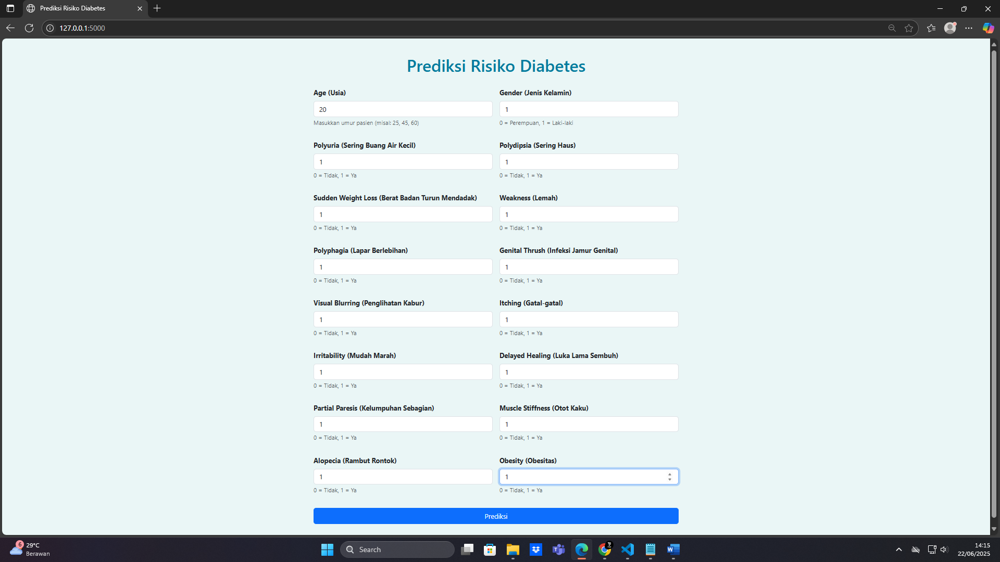 Prediksi Risiko Diabetes
127.0.0.1:5000
Prediksi Risiko Diabetes
Age (Usia) Gender (Jenis Kelamin)
20 1
Masukkan umur pasien (misal: 25, 45, 60) 0 = Perempuan, 1 = Laki-laki
Polyuria (Sering Buang Air Kecil) Polydipsia (Sering Haus)
1 1
0 = Tidak, 1 = Ya 0 = Tidak, 1 = Ya
Sudden Weight Loss (Berat Badan Turun Mendadak) Weakness (Lemah)
1 1
0 = Tidak, 1 = Ya 0 = Tidak, 1 = Ya
Polyphagia (Lapar Berlebihan) Genital Thrush (Infeksi Jamur Genital)
1 1
0 = Tidak, 1 = Ya 0 = Tidak, 1 = Ya
Visual Blurring (Penglihatan Kabur) Itching (Gatal-gatal)
1 1
0 = Tidak, 1 = Ya 0 = Tidak, 1 = Ya
Irritability (Mudah Marah) Delayed Healing (Luka Lama Sembuh)
1 1
0 = Tidak, 1 = Ya 0 = Tidak, 1 = Ya
Partial Paresis (Kelumpuhan Sebagian) Muscle Stiffness (Otot Kaku)
1 1
0 = Tidak, 1 = Ya 0 = Tidak, 1 = Ya
Alopecia (Rambut Rontok) Obesity (Obesitas)
1 1
0 = Tidak, 1 = Ya 0 = Tidak, 1 = Ya
Prediksi
6 29°C
Berawan
Search
14:15
22/06/2025